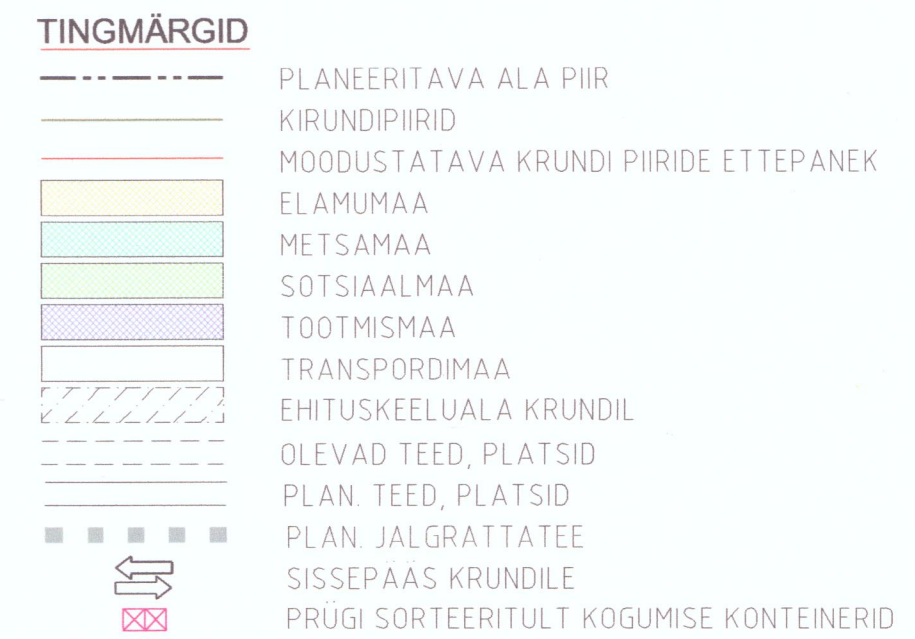 TINGMÄRGID
PLANEERITAVA ALA PIIR
KIRUNDIPIIRID
MOODUSTATAVA KRUNDI PIIRIDE ETTEPANEK
ELAMUMAA
METSAMAA
SOTSIAALMAA
TOOTMISMAA
TRANSPORDIMAA
EHITUSKEELUALA KRUNDIL
OLEVAD TEED, PLATSID
PLAN. TEED, PLATSID
PLAN. JALGRATTATEE
SISSEPÄÄS KRUNDILE
PRÜGI SORTEERITULT KOGUMISE KONTEINERID